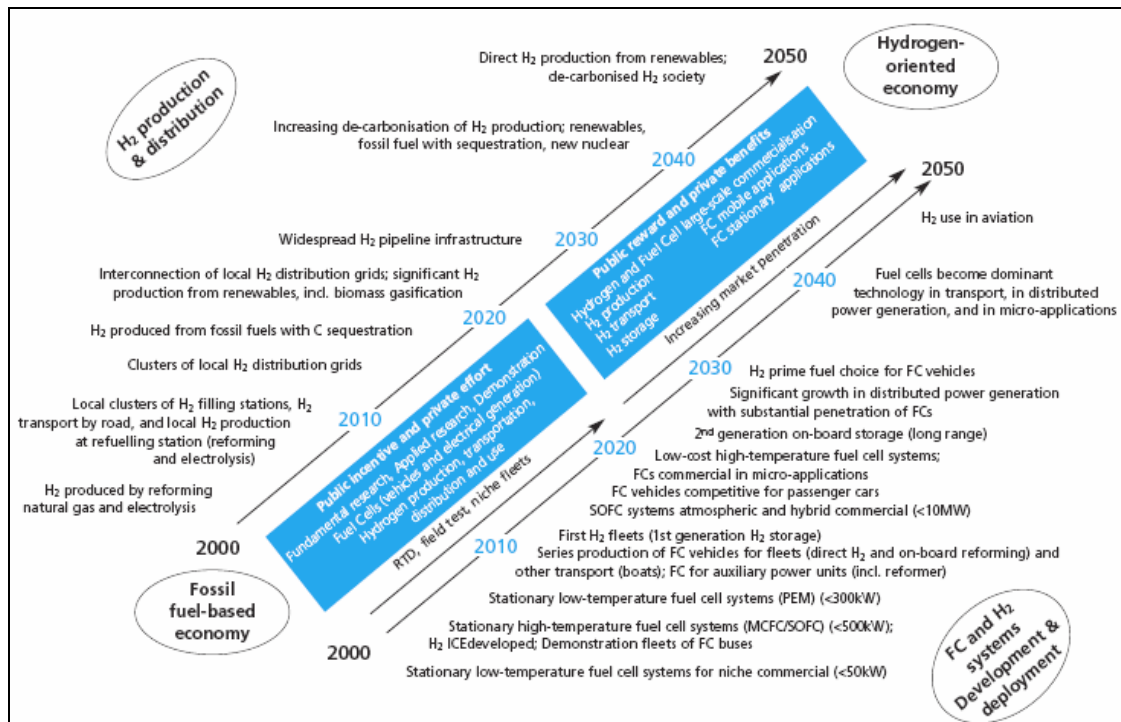 H2 production
& distribution
Direct H2 production from renewables;
de-carbonised H2 society
2050
Hydrogen-
oriented
economy
Increasing de-carbonisation of H2 production; renewables,
fossil fuel with sequestration, new nuclear
2040
Widespread H2 pipeline infrastructure
2030
Interconnection of local H2 distribution grids; significant H2
production from renewables, incl. biomass gasification
2020
H2 produced from fossil fuels with C sequestration
Clusters of local H2 distribution grids
Local clusters of H2 filling stations, H2
transport by road, and local H2 production
at refuelling station (reforming
and electrolysis)
2010
H2 produced by reforming
natural gas and electrolysis
2000
Fossil
fuel-based
economy
Public incentive and private effort
Fundamental research, Applied research, Demonstration
Fuel Cells (vehicles and electrical generation)
Hydrogen production, transportation,
distribution and use
Public reward and private benefits
Hydrogen and Fuel Cell large-scale commercialisation
H2 production
FC mobile applications
H2 transport
FC stationary applications
H2 storage
RTD, field test, niche fleets
Increasing market penetration
2050
H2 use in aviation
2040
Fuel cells become dominant
technology in transport, in distributed
power generation, and in micro-applications
2030
H2 prime fuel choice for FC vehicles
Significant growth in distributed power generation
with substantial penetration of FCs
2nd generation on-board storage (long range)
2020
Low-cost high-temperature fuel cell systems;
FCs commercial in micro-applications
FC vehicles competitive for passenger cars
SOFC systems atmospheric and hybrid commercial (<10MW)
First H2 fleets (1st generation H2 storage)
2010
Series production of FC vehicles for fleets (direct H2 and on-board reforming) and
other transport (boats); FC for auxiliary power units (incl. reformer)
Stationary low-temperature fuel cell systems (PEM) (<300kW)
Stationary high-temperature fuel cell systems (MCFC/SOFC) (<500kW);
H2 ICEdeveloped; Demonstration fleets of FC buses
2000
Stationary low-temperature fuel cell systems for niche commercial (<50kW)
FC and H2
systems
Development &
deployment